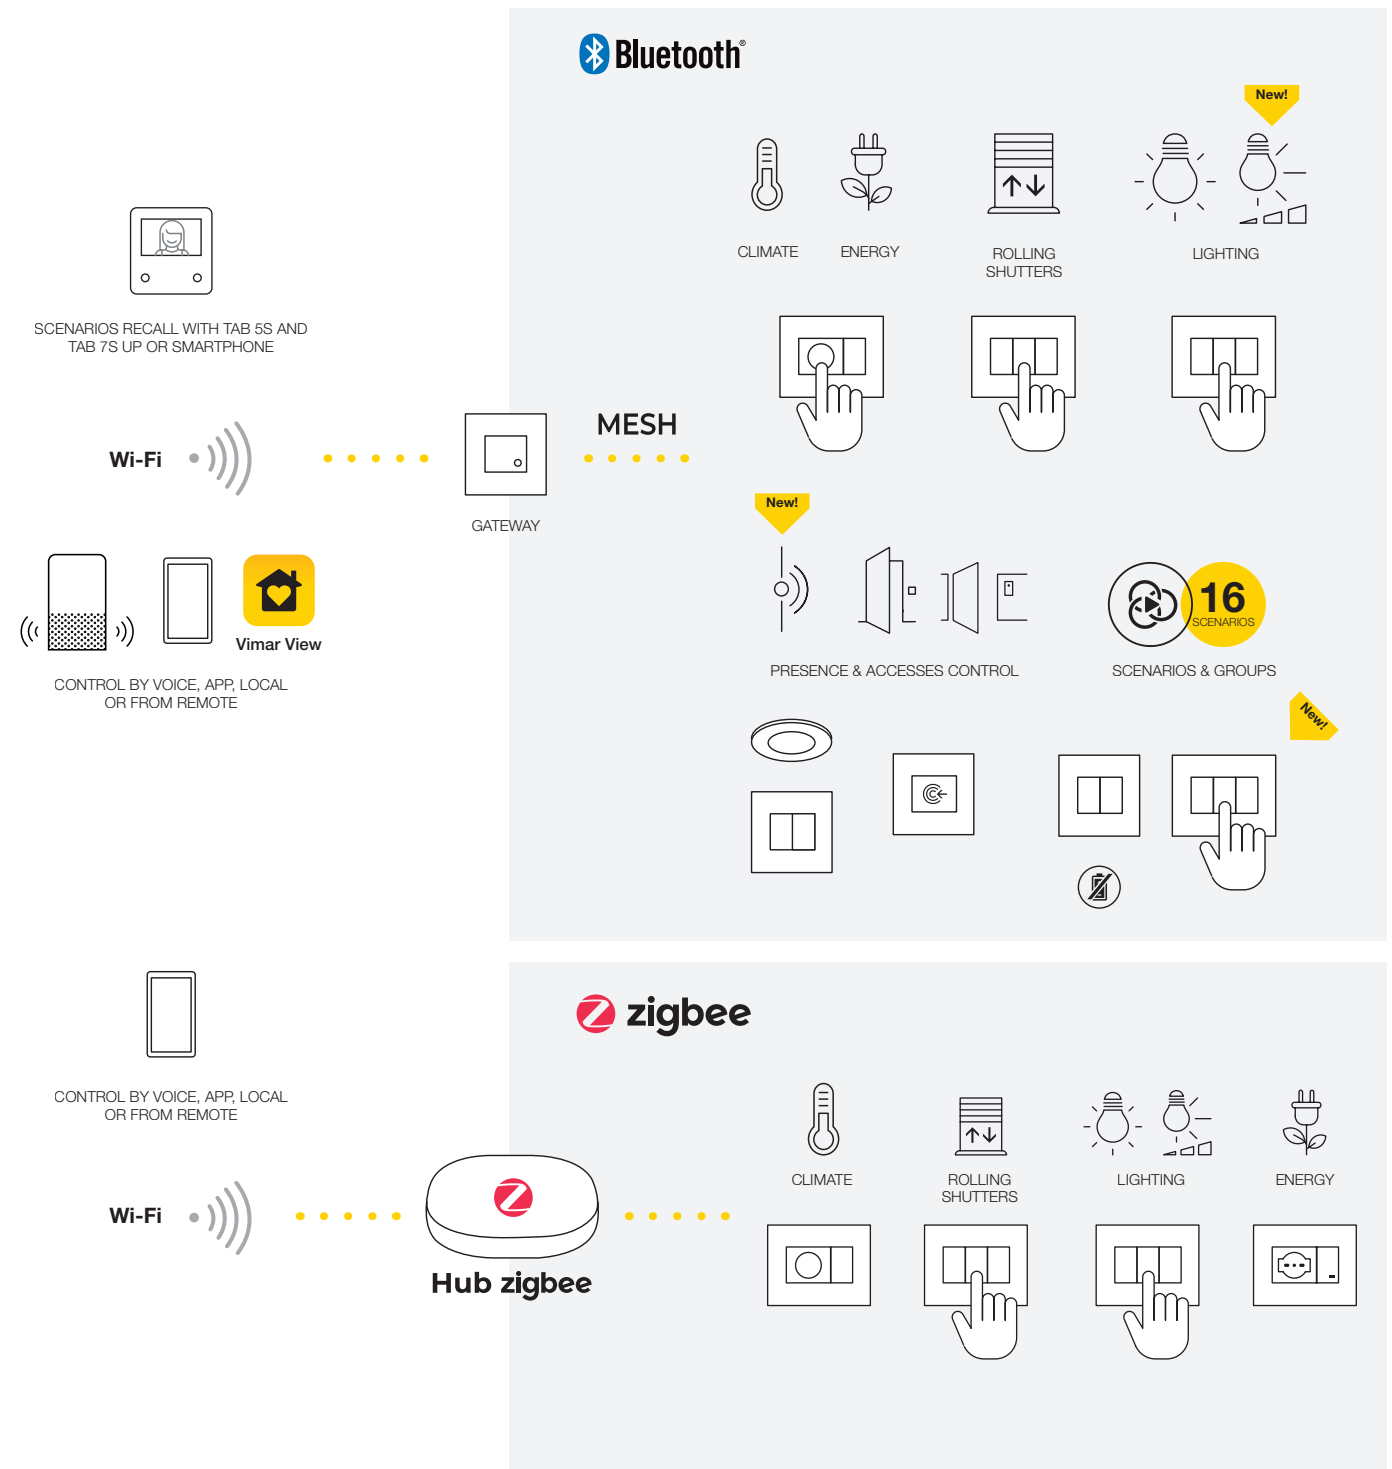 Bluetooth®
New!
CLIMATE
ENERGY
ROLLING
SHUTTERS
LIGHTING
SCENARIOS RECALL WITH TAB 5S AND
TAB 7S UP OR SMARTPHONE
Wi-Fi
MESH
GATEWAY
Vimar View
CONTROL BY VOICE, APP, LOCAL
OR FROM REMOTE
New!
16
SCENARIOS
PRESENCE & ACCESSES CONTROL
SCENARIOS & GROUPS
New!
zigbee
CONTROL BY VOICE, APP, LOCAL
OR FROM REMOTE
Wi-Fi
Hub zigbee
CLIMATE
ROLLING
SHUTTERS
LIGHTING
ENERGY